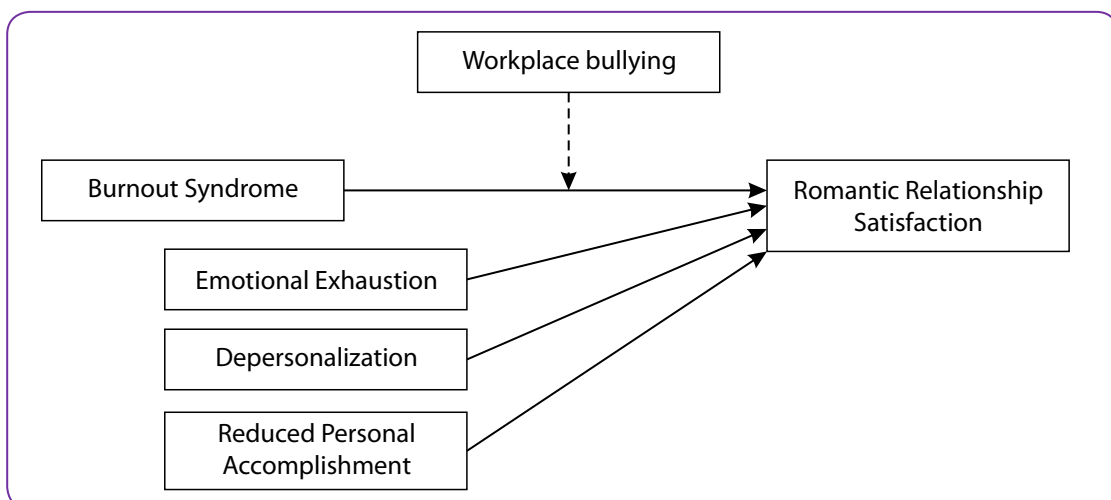 Workplace bullying
Burnout Syndrome
Romantic Relationship
Satisfaction
Emotional Exhaustion
Depersonalization
Reduced Personal
Accomplishment